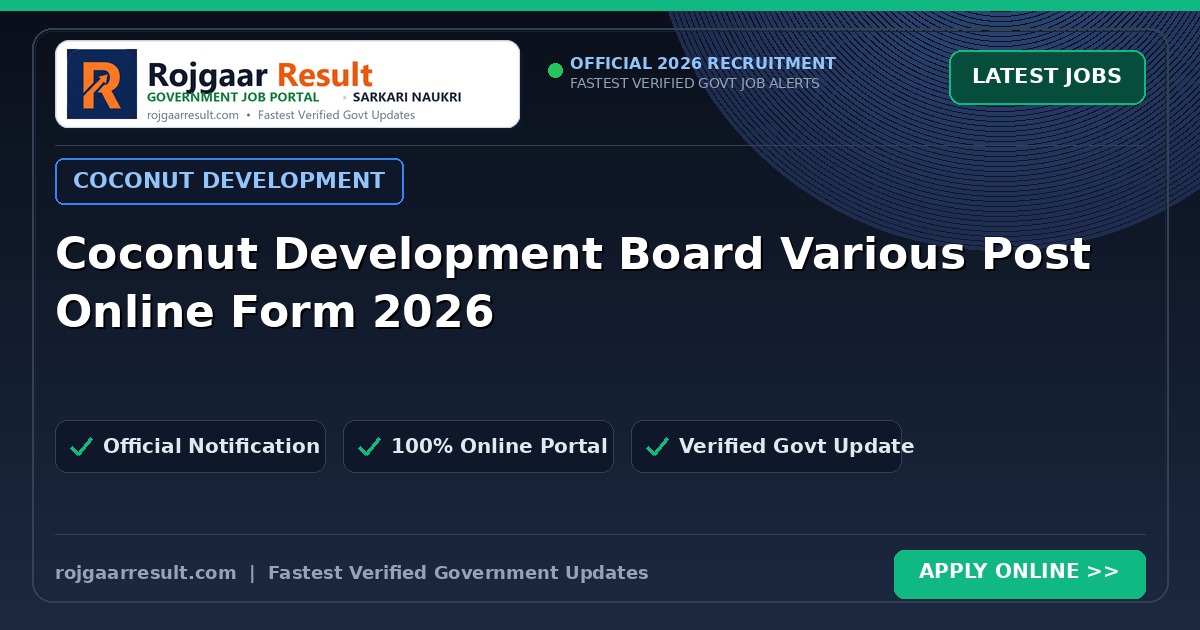 Rojgaar Result
GOVERNMENT JOB PORTAL • SARKARI NAUKRI
rojgaarresult.com • Fastest Verified Govt Updates
OFFICIAL 2026 RECRUITMENT
FASTEST VERIFIED GOVT JOB ALERTS
LATEST JOBS
COCONUT DEVELOPMENT
Coconut Development Board Various Post
Online Form 2026
Official Notification
100% Online Portal
Verified Govt Update
rojgaarresult.com | Fastest Verified Government Updates
APPLY ONLINE >>